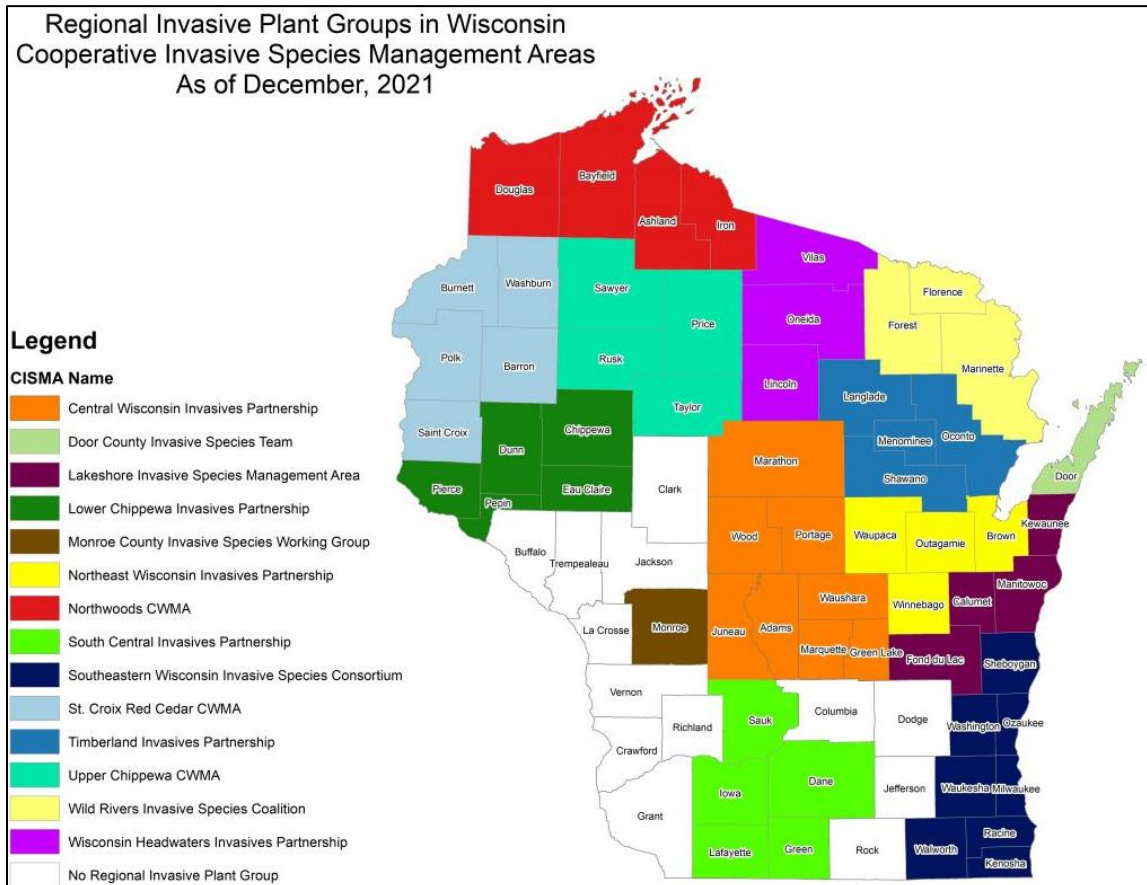 Regional Invasive Plant Groups in Wisconsin
Cooperative Invasive Species Management Areas
As of December, 2021
Douglas
Bayfield
Ashland
Iron
Vilas
Florence
Burnett
Washburn
Sawyer
Price
Oneida
Forest
Marinette
Polk
Barron
Rusk
Lincoln
Langlade
Taylor
Oconto
Saint Croix
Chippewa
Dunn
Menominee
Marathon
Shawano
Door
Pierce
Pepin
Eau Claire
Clark
Kewaunee
Wood
Portage
Waupaca
Outagamie
Brown
Buffalo
Trempealeau
Jackson
Manitowoc
Waushara
Winnebago
Calumet
La Crosse
Monroe
Juneau
Adams
Marquette
Green Lake
Fond du Lac
Sheboygan
Vernon
Richland
Sauk
Columbia
Dodge
Washington
Ozaukee
Crawford
Iowa
Dane
Jefferson
Waukesha
Milwaukee
Grant
Lafayette
Green
Rock
Walworth
Racine
Kenosha
Legend
CISMA Name
Central Wisconsin Invasives Partnership
Door County Invasive Species Team
Lakeshore Invasive Species Management Area
Lower Chippewa Invasives Partnership
Monroe County Invasive Species Working Group
Northeast Wisconsin Invasives Partnership
Northwoods CWMA
South Central Invasives Partnership
Southeastern Wisconsin Invasive Species Consortium
St. Croix Red Cedar CWMA
Timberland Invasives Partnership
Upper Chippewa CWMA
Wild Rivers Invasive Species Coalition
Wisconsin Headwaters Invasives Partnership
No Regional Invasive Plant Group